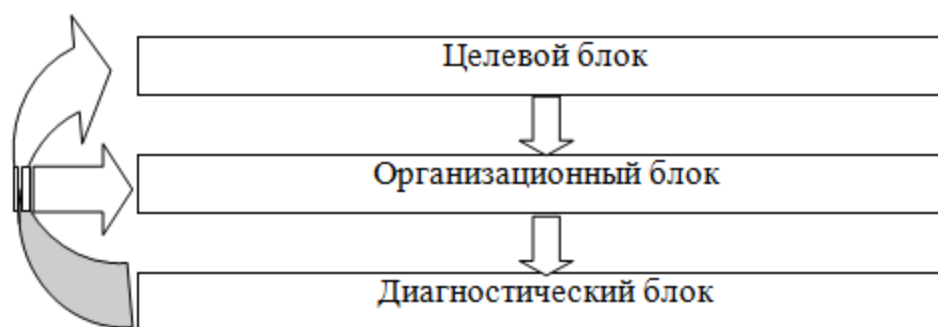 Целевой блок
Организационный блок
Диагностический блок